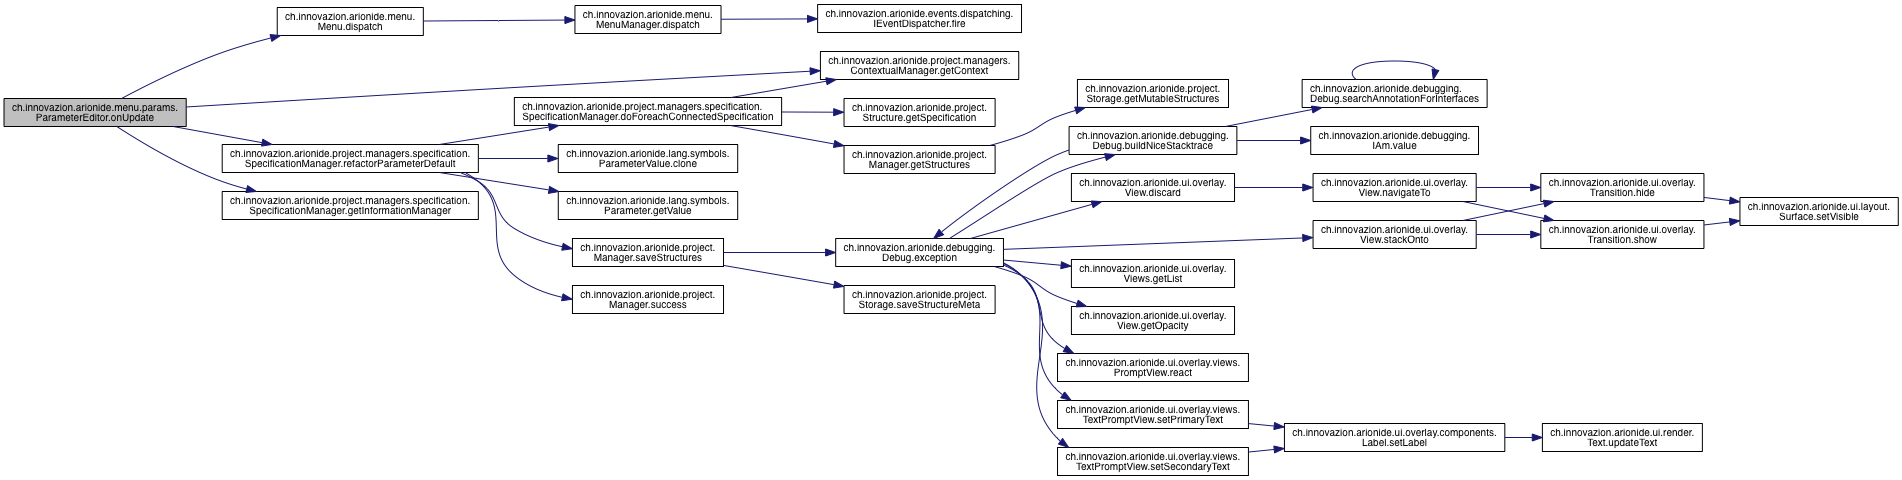 ch.innovazion.arionide.menu.params.
ParameterEditor.onUpdate
ch.innovazion.arionide.menu.
Menu.dispatch
ch.innovazion.arionide.menu.
MenuManager.dispatch
ch.innovazion.arionide.events.dispatching.
IEventDispatcher.fire
ch.innovazion.arionide.project.managers.
ContextualManager.getContext
ch.innovazion.arionide.project.managers.specification.
SpecificationManager.refactorParameterDefault
ch.innovazion.arionide.project.managers.specification.
SpecificationManager.getInformationManager
ch.innovazion.arionide.project.managers.specification.
SpecificationManager.doForeachConnectedSpecification
ch.innovazion.arionide.lang.symbols.
ParameterValue.clone
ch.innovazion.arionide.lang.symbols.
Parameter.getValue
ch.innovazion.arionide.project.
Manager.saveStructures
ch.innovazion.arionide.project.
Manager.success
ch.innovazion.arionide.project.
Structure.getSpecification
ch.innovazion.arionide.project.
Manager.getStructures
ch.innovazion.arionide.debugging.
Debug.exception
ch.innovazion.arionide.project.
Storage.saveStructureMeta
ch.innovazion.arionide.project.
Storage.getMutableStructures
ch.innovazion.arionide.debugging.
Debug.buildNiceStacktrace
ch.innovazion.arionide.ui.overlay.
View.discard
ch.innovazion.arionide.ui.overlay.
Views.getList
ch.innovazion.arionide.ui.overlay.
View.getOpacity
ch.innovazion.arionide.ui.overlay.views.
PromptView.react
ch.innovazion.arionide.ui.overlay.views.
TextPromptView.setPrimaryText
ch.innovazion.arionide.ui.overlay.views.
TextPromptView.setSecondaryText
ch.innovazion.arionide.debugging.
Debug.searchAnnotationForInterfaces
ch.innovazion.arionide.debugging.
IAm.value
ch.innovazion.arionide.ui.overlay.
View.navigateTo
ch.innovazion.arionide.ui.overlay.
View.stackOnto
ch.innovazion.arionide.ui.overlay.components.
Label.setLabel
ch.innovazion.arionide.ui.overlay.
Transition.hide
ch.innovazion.arionide.ui.overlay.
Transition.show
ch.innovazion.arionide.ui.render.
Text.updateText
ch.innovazion.arionide.ui.layout.
Surface.setVisible